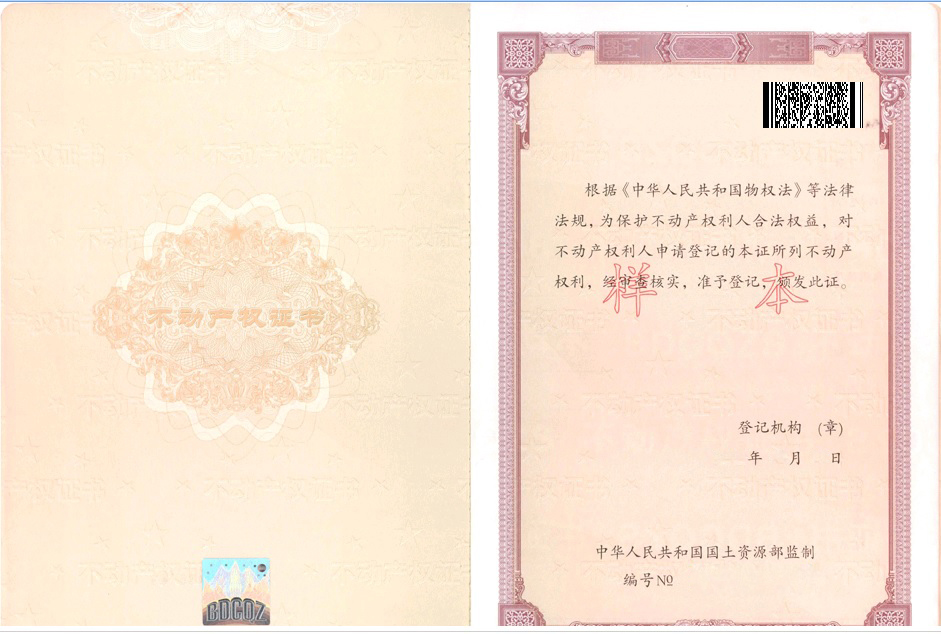 不动产权证书
BDCQZ
根据《中华人民共和国物权法》等法律
法规，为保护不动产权利人合法权益，对
不动产权利人申请登记的本证所列不动产
权利，经审查核实，准予登记，颁发此证。
样本
登记机构 (章)
年 月 日
中华人民共和国国土资源部监制
编号№